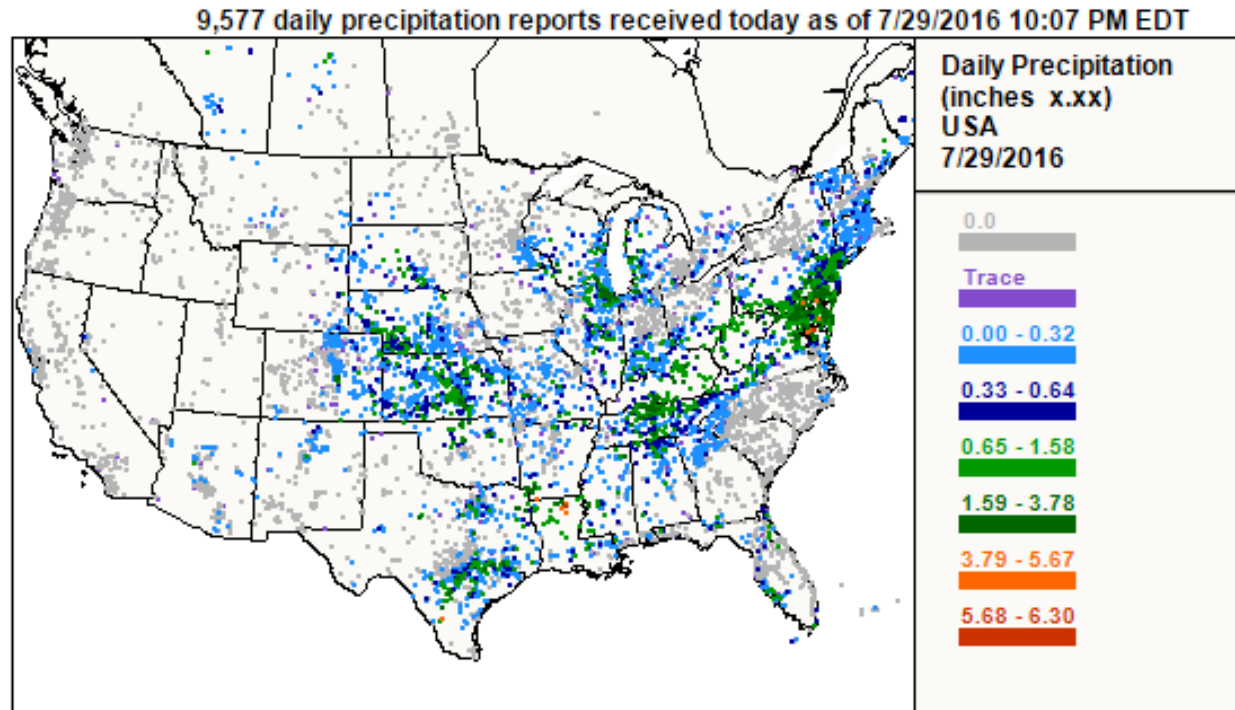 9,577 daily precipitation reports received today as of 7/29/2016 10:07 PM EDT
Daily Precipitation
(inches x.xx)
USA
7/29/2016
0.0
Trace
0.00 - 0.32
0.33 - 0.64
0.65 - 1.58
1.59 - 3.78
3.79 - 5.67
5.68 - 6.30